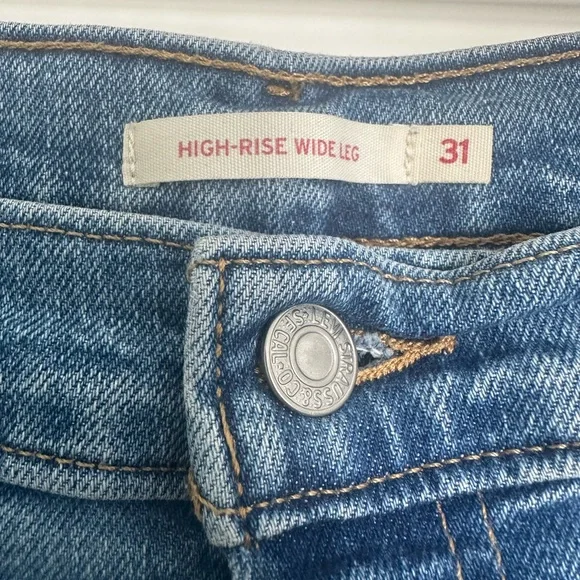 HIGH-RISE WIDE LEG 31
LEVI STRAUSS & CO. S.F. CAL.